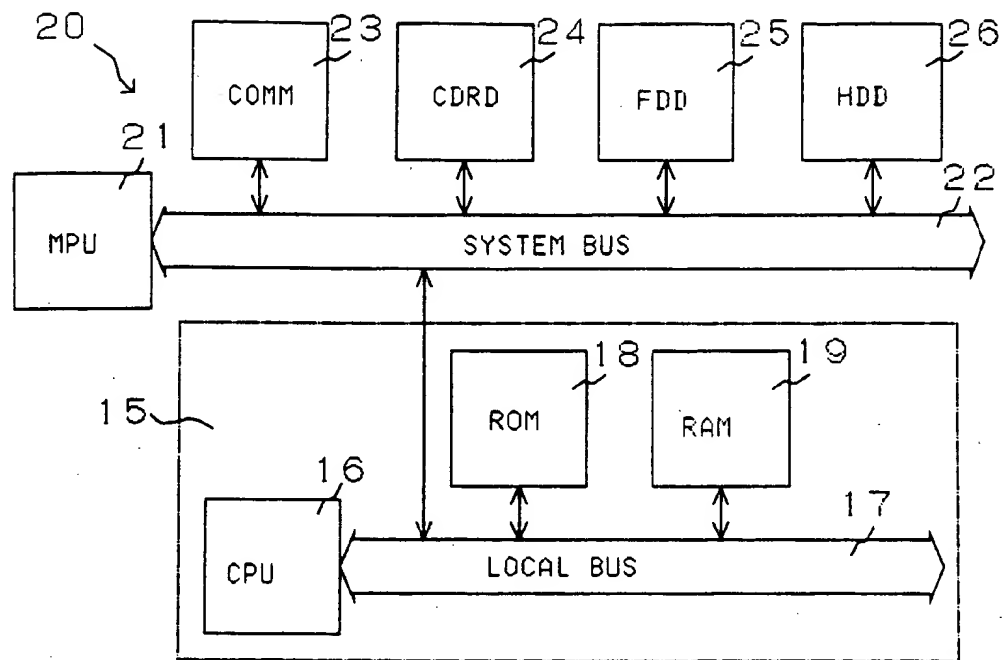 20
23
24
25
26
COMM
CDRD
FDD
HDD
21
22
MPU
SYSTEM BUS
18
19
15
ROM
RAM
16
17
CPU
LOCAL BUS